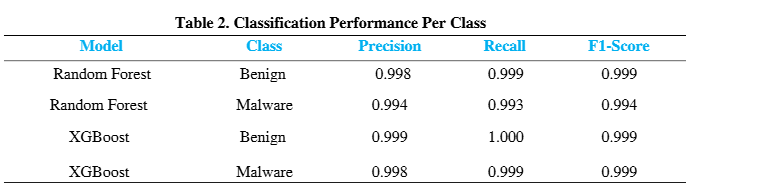 Table 2. Classification Performance Per Class
Model Class Precision Recall F1-Score
Random Forest Benign 0.998 0.999 0.999
Random Forest Malware 0.994 0.993 0.994
XGBoost Benign 0.999 1.000 0.999
XGBoost Malware 0.998 0.999 0.999